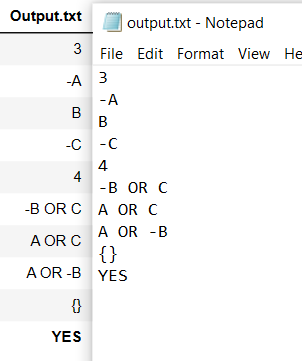 Output.txt
3
-A
B
-C
4
-B OR C
A OR C
A OR -B
{}
YES
output.txt - Notepad
File Edit Format View He
3
-A
B
-C
4
-B OR C
A OR C
A OR -B
{}
YES